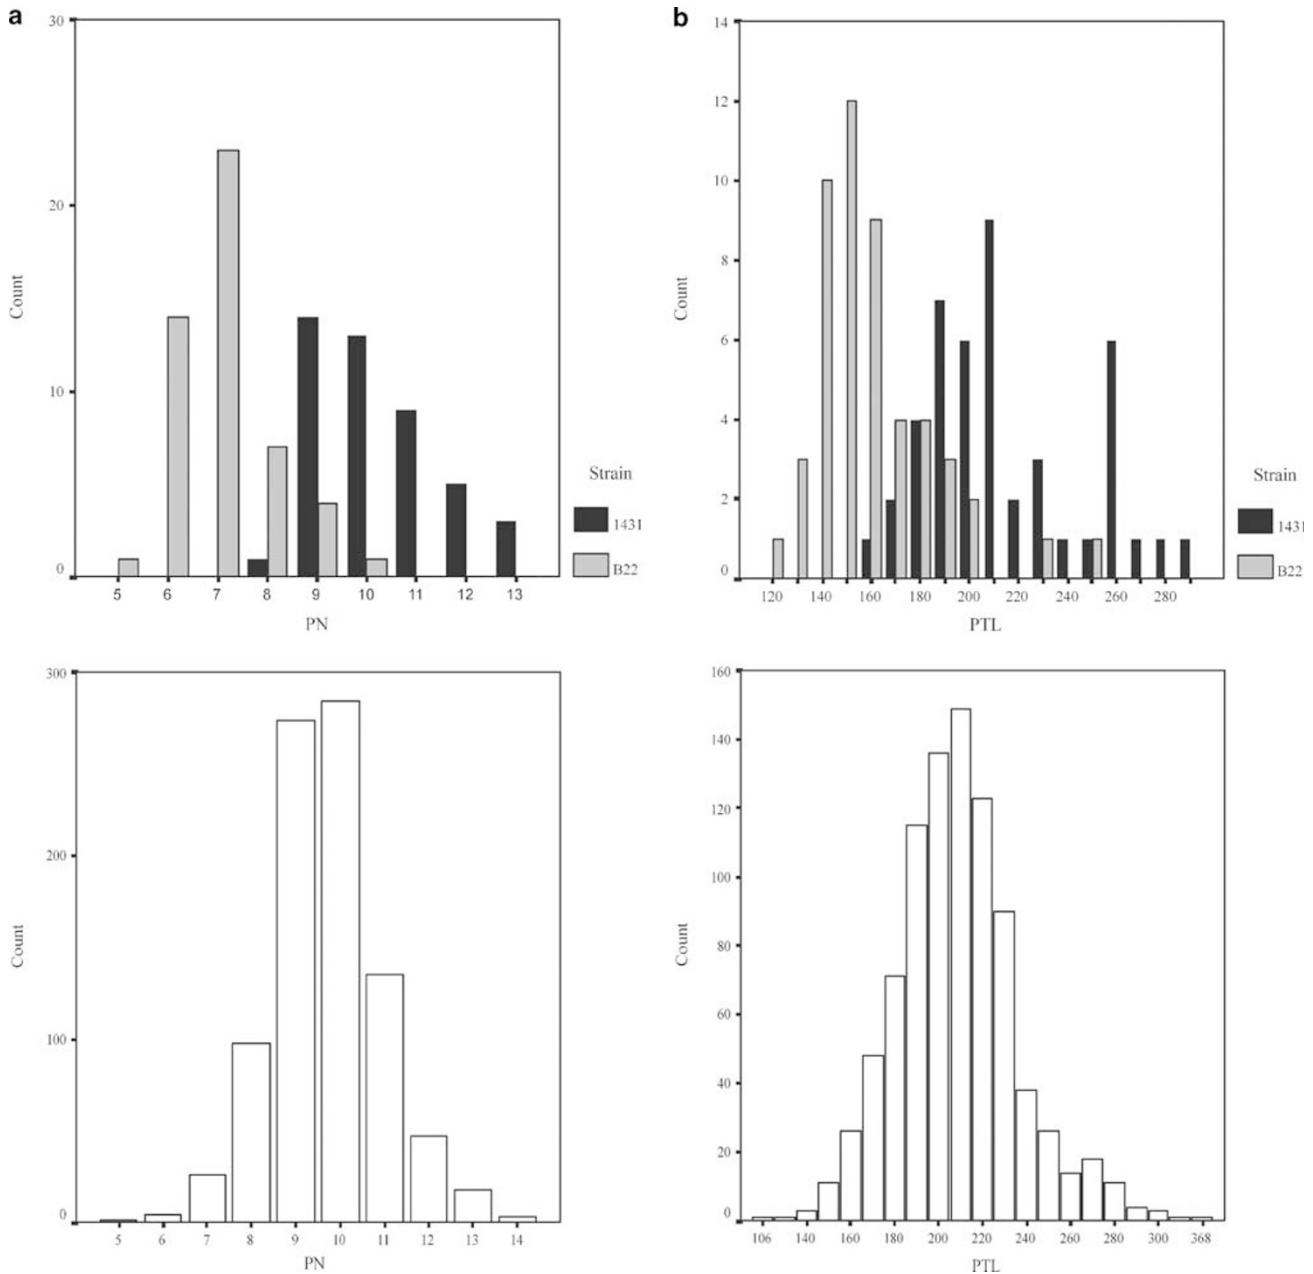 a
30
20
10
0
Count
5 6 7 8 9 10 11 12 13
PN
Strain
1431
B22
b
14
12
10
8
6
4
2
0
Count
120 140 160 180 200 220 240 260 280
PTL
Strain
1431
B22
300
200
100
0
Count
5 6 7 8 9 10 11 12 13 14
PN
160
140
120
100
80
60
40
20
0
Count
106 140 160 180 200 220 240 260 280 300 368
PTL